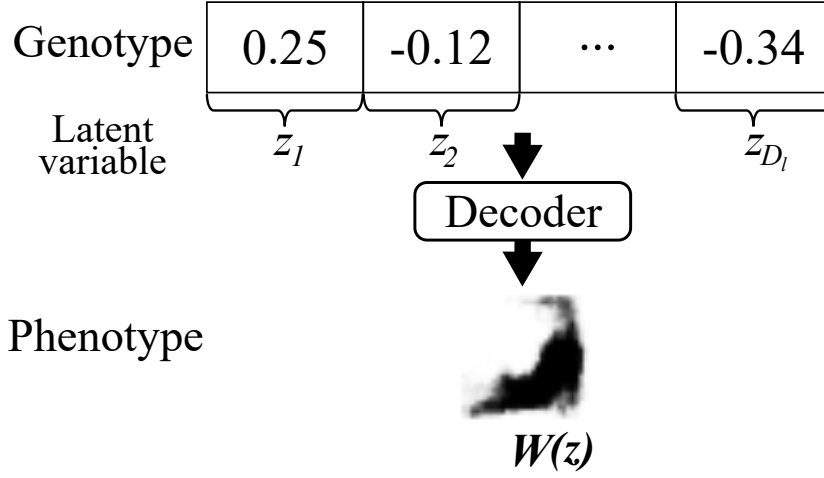 Genotype 0.25 -0.12 ... -0.34
Latent
variable
z1 z2 zDl
Decoder
Phenotype
W(z)